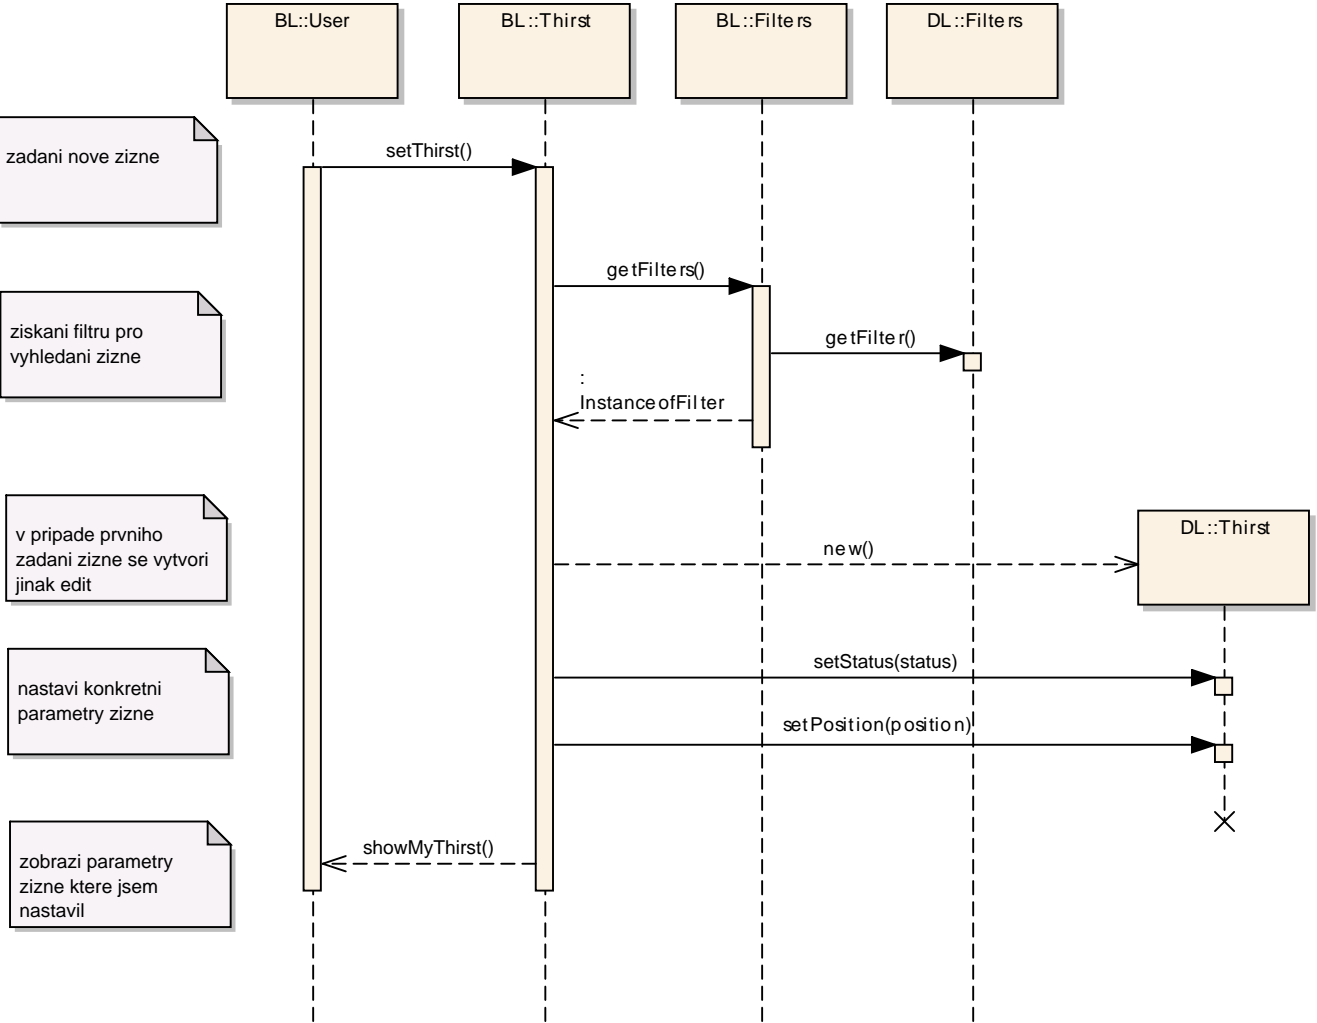 BL::User
BL::Thirst
BL::Filters
DL::Filters
zadani nove zizne
setThirst()
getFilters()
ziskani filtru pro
vyhledani zizne
getFilter()
:
InstanceofFilter
v pripade prvniho
zadani zizne se vytvori
jinak edit
new()
DL::Thirst
nastavi konkretni
parametry zizne
setStatus(status)
setPosition(position)
zobrazi parametry
zizne ktere jsem
nastavil
showMyThirst()